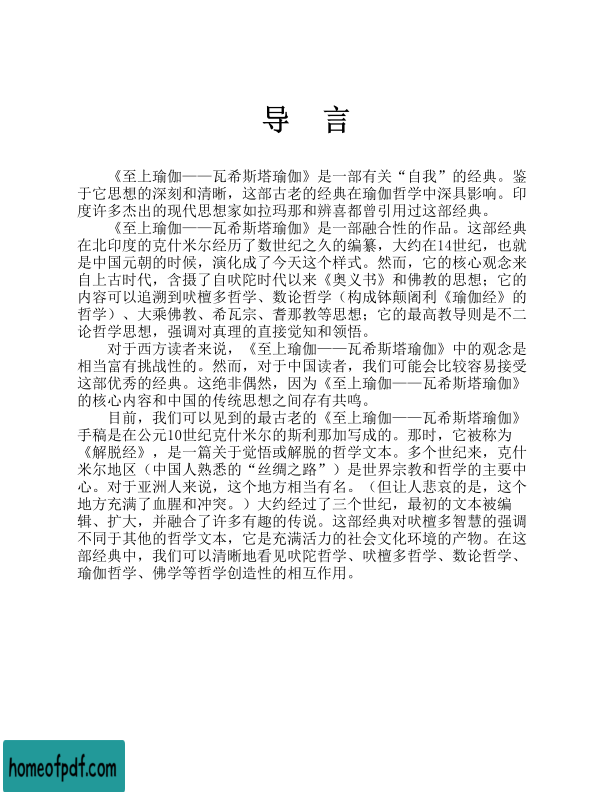 导 言
《至上瑜伽——瓦希斯塔瑜伽》是一部有关“自我”的经典。鉴
于它思想的深刻和清晰，这部古老的经典在瑜伽哲学中深具影响。印
度许多杰出的现代思想家如拉玛那和辨喜都曾引用过这部经典。
《至上瑜伽——瓦希斯塔瑜伽》是一部融合性的作品。这部经典
在北印度的克什米尔经历了数世纪之久的编纂，大约在14世纪，也就
是中国元朝的时候，演化成了今天这个样式。然而，它的核心观念来
自上古时代，含摄了自吠陀时代以来《奥义书》和佛教的思想；它的
内容可以追溯到吠檀多哲学、数论哲学（构成钵颠阇利《瑜伽经》的
哲学）、大乘佛教、希瓦宗、耆那教等思想；它的最高教导则是不二
论哲学思想，强调对真理的直接觉知和领悟。
对于西方读者来说，《至上瑜伽——瓦希斯塔瑜伽》中的观念是
相当富有挑战性的。然而，对于中国读者，我们可能会比较容易接受
这部优秀的经典。这绝非偶然，因为《至上瑜伽——瓦希斯塔瑜伽》
的核心内容和中国的传统思想之间存有共鸣。
目前，我们可以见到的最古老的《至上瑜伽——瓦希斯塔瑜伽》
手稿是在公元10世纪克什米尔的斯利那加写成的。那时，它被称为
《解脱经》，是一篇关于觉悟或解脱的哲学文本。多个世纪来，克什
米尔地区（中国人熟悉的“丝绸之路”）是世界宗教和哲学的主要中
心。对于亚洲人来说，这个地方相当有名。（但让人悲哀的是，这个
地方充满了血腥和冲突。）大约经过了三个世纪，最初的文本被编
辑、扩大，并融合了许多有趣的传说。这部经典对吠檀多智慧的强调
不同于其他的哲学文本，它是充满活力的社会文化环境的产物。在这
部经典中，我们可以清晰地看见吠陀哲学、吠檀多哲学、数论哲学、
瑜伽哲学、佛学等哲学创造性的相互作用。
homeofpdf.com